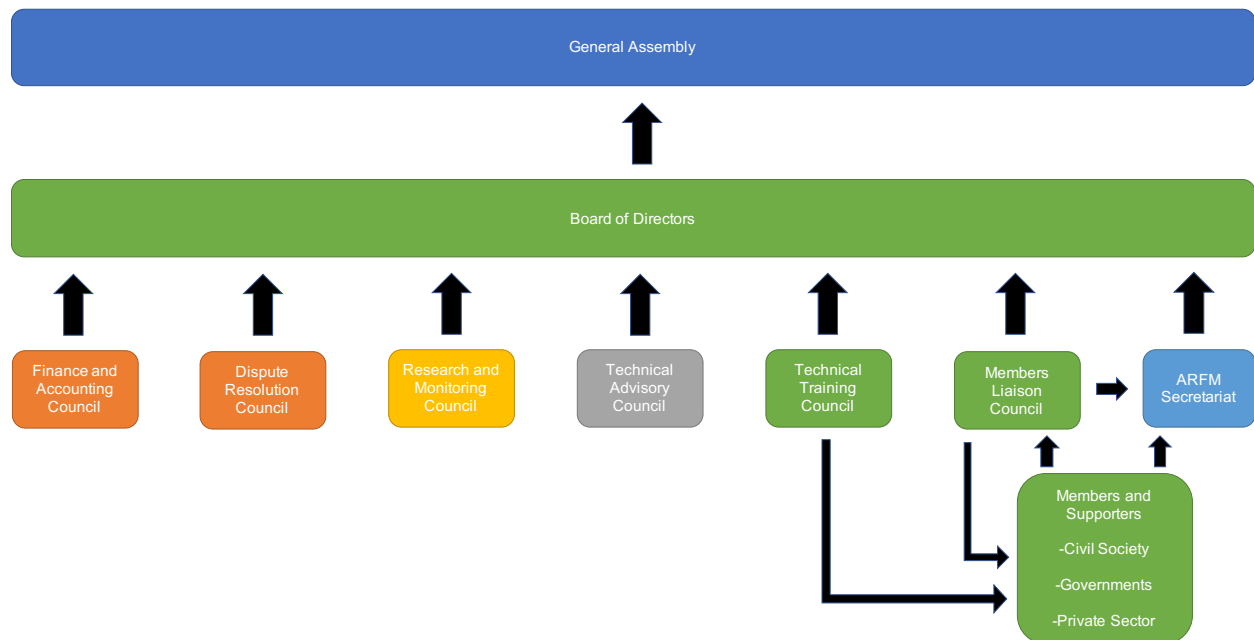 General Assembly
Board of Directors
Finance and
Accounting
Council
Dispute
Resolution
Council
Research and
Monitoring
Council
Technical
Advisory
Council
Technical
Training
Council
Members
Liaison
Council
ARFM
Secretariat
Members and
Supporters
-Civil Society
-Governments
-Private Sector